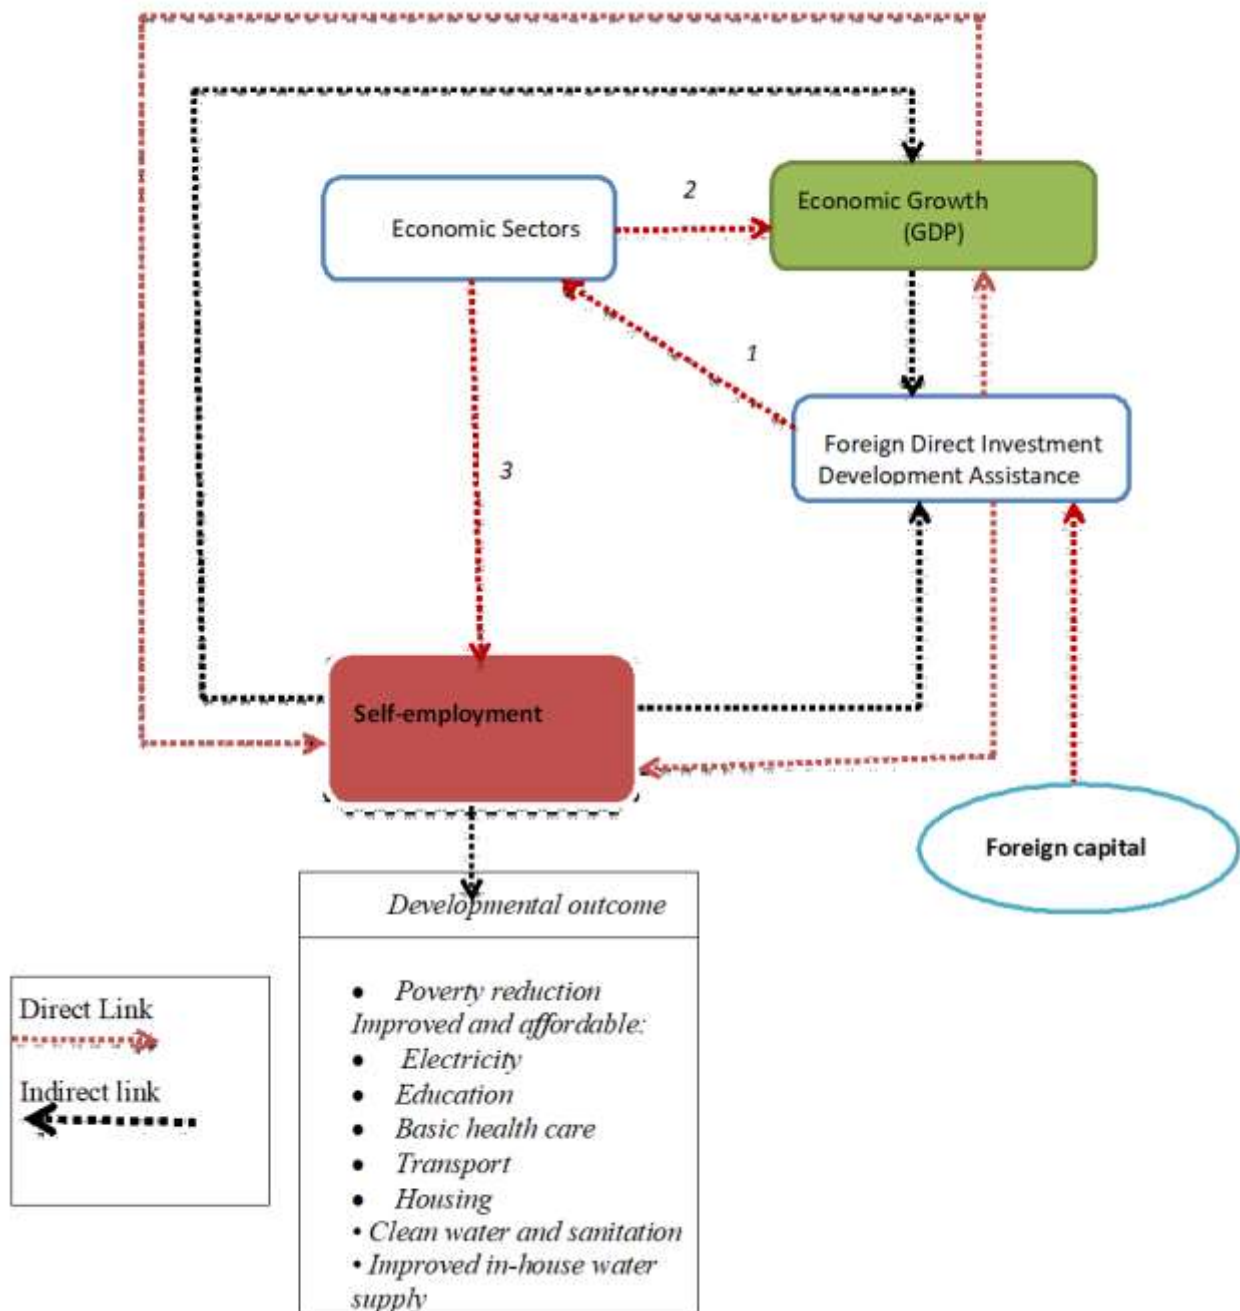 2
Economic Growth
(GDP)
Economic Sectors
1
Foreign Direct Investment
Development Assistance
3
Self-employment
Foreign capital
Developmental outcome
Direct Link
Indirect link
● Poverty reduction
Improved and affordable:
● Electricity
● Education
● Basic health care
● Transport
● Housing
• Clean water and sanitation
• Improved in-house water
supply